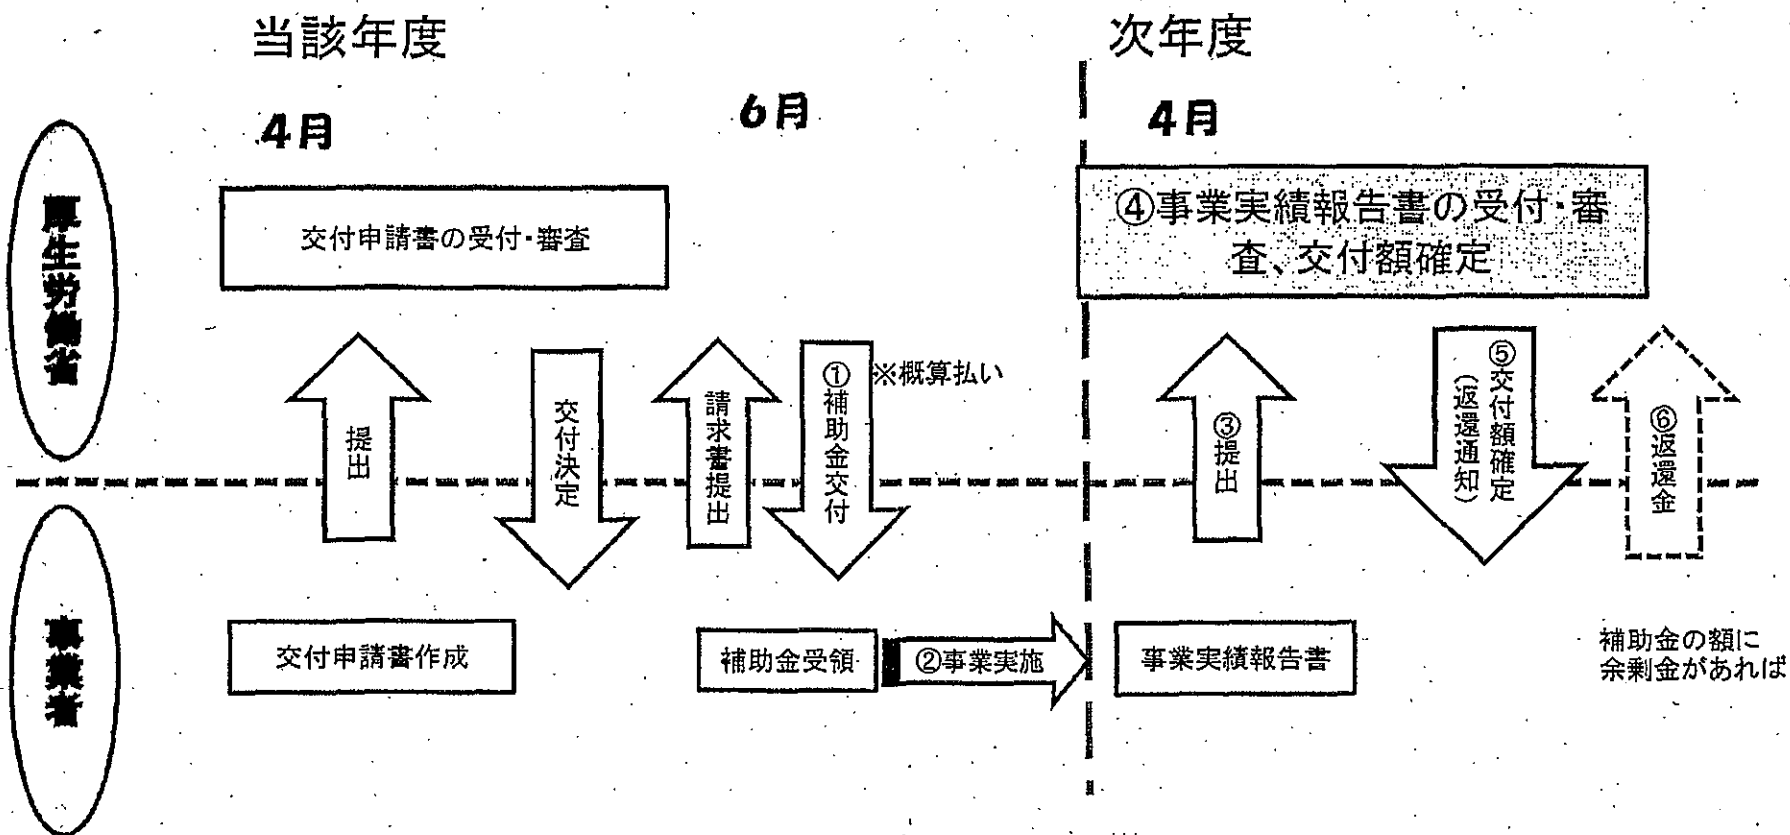 当該年度
次年度
4月
6月
4月
厚生労働省
交付申請書の受付・審査
④事業実績報告書の受付・審
査、交付額確定
提出
交付決定
請求書提出
①補助金交付
※概算払い
③提出
⑤交付額確定
（返還通知）
⑥返還金
事業者
交付申請書作成
補助金受領
②事業実施
事業実績報告書
補助金の額に
余剰金があれば